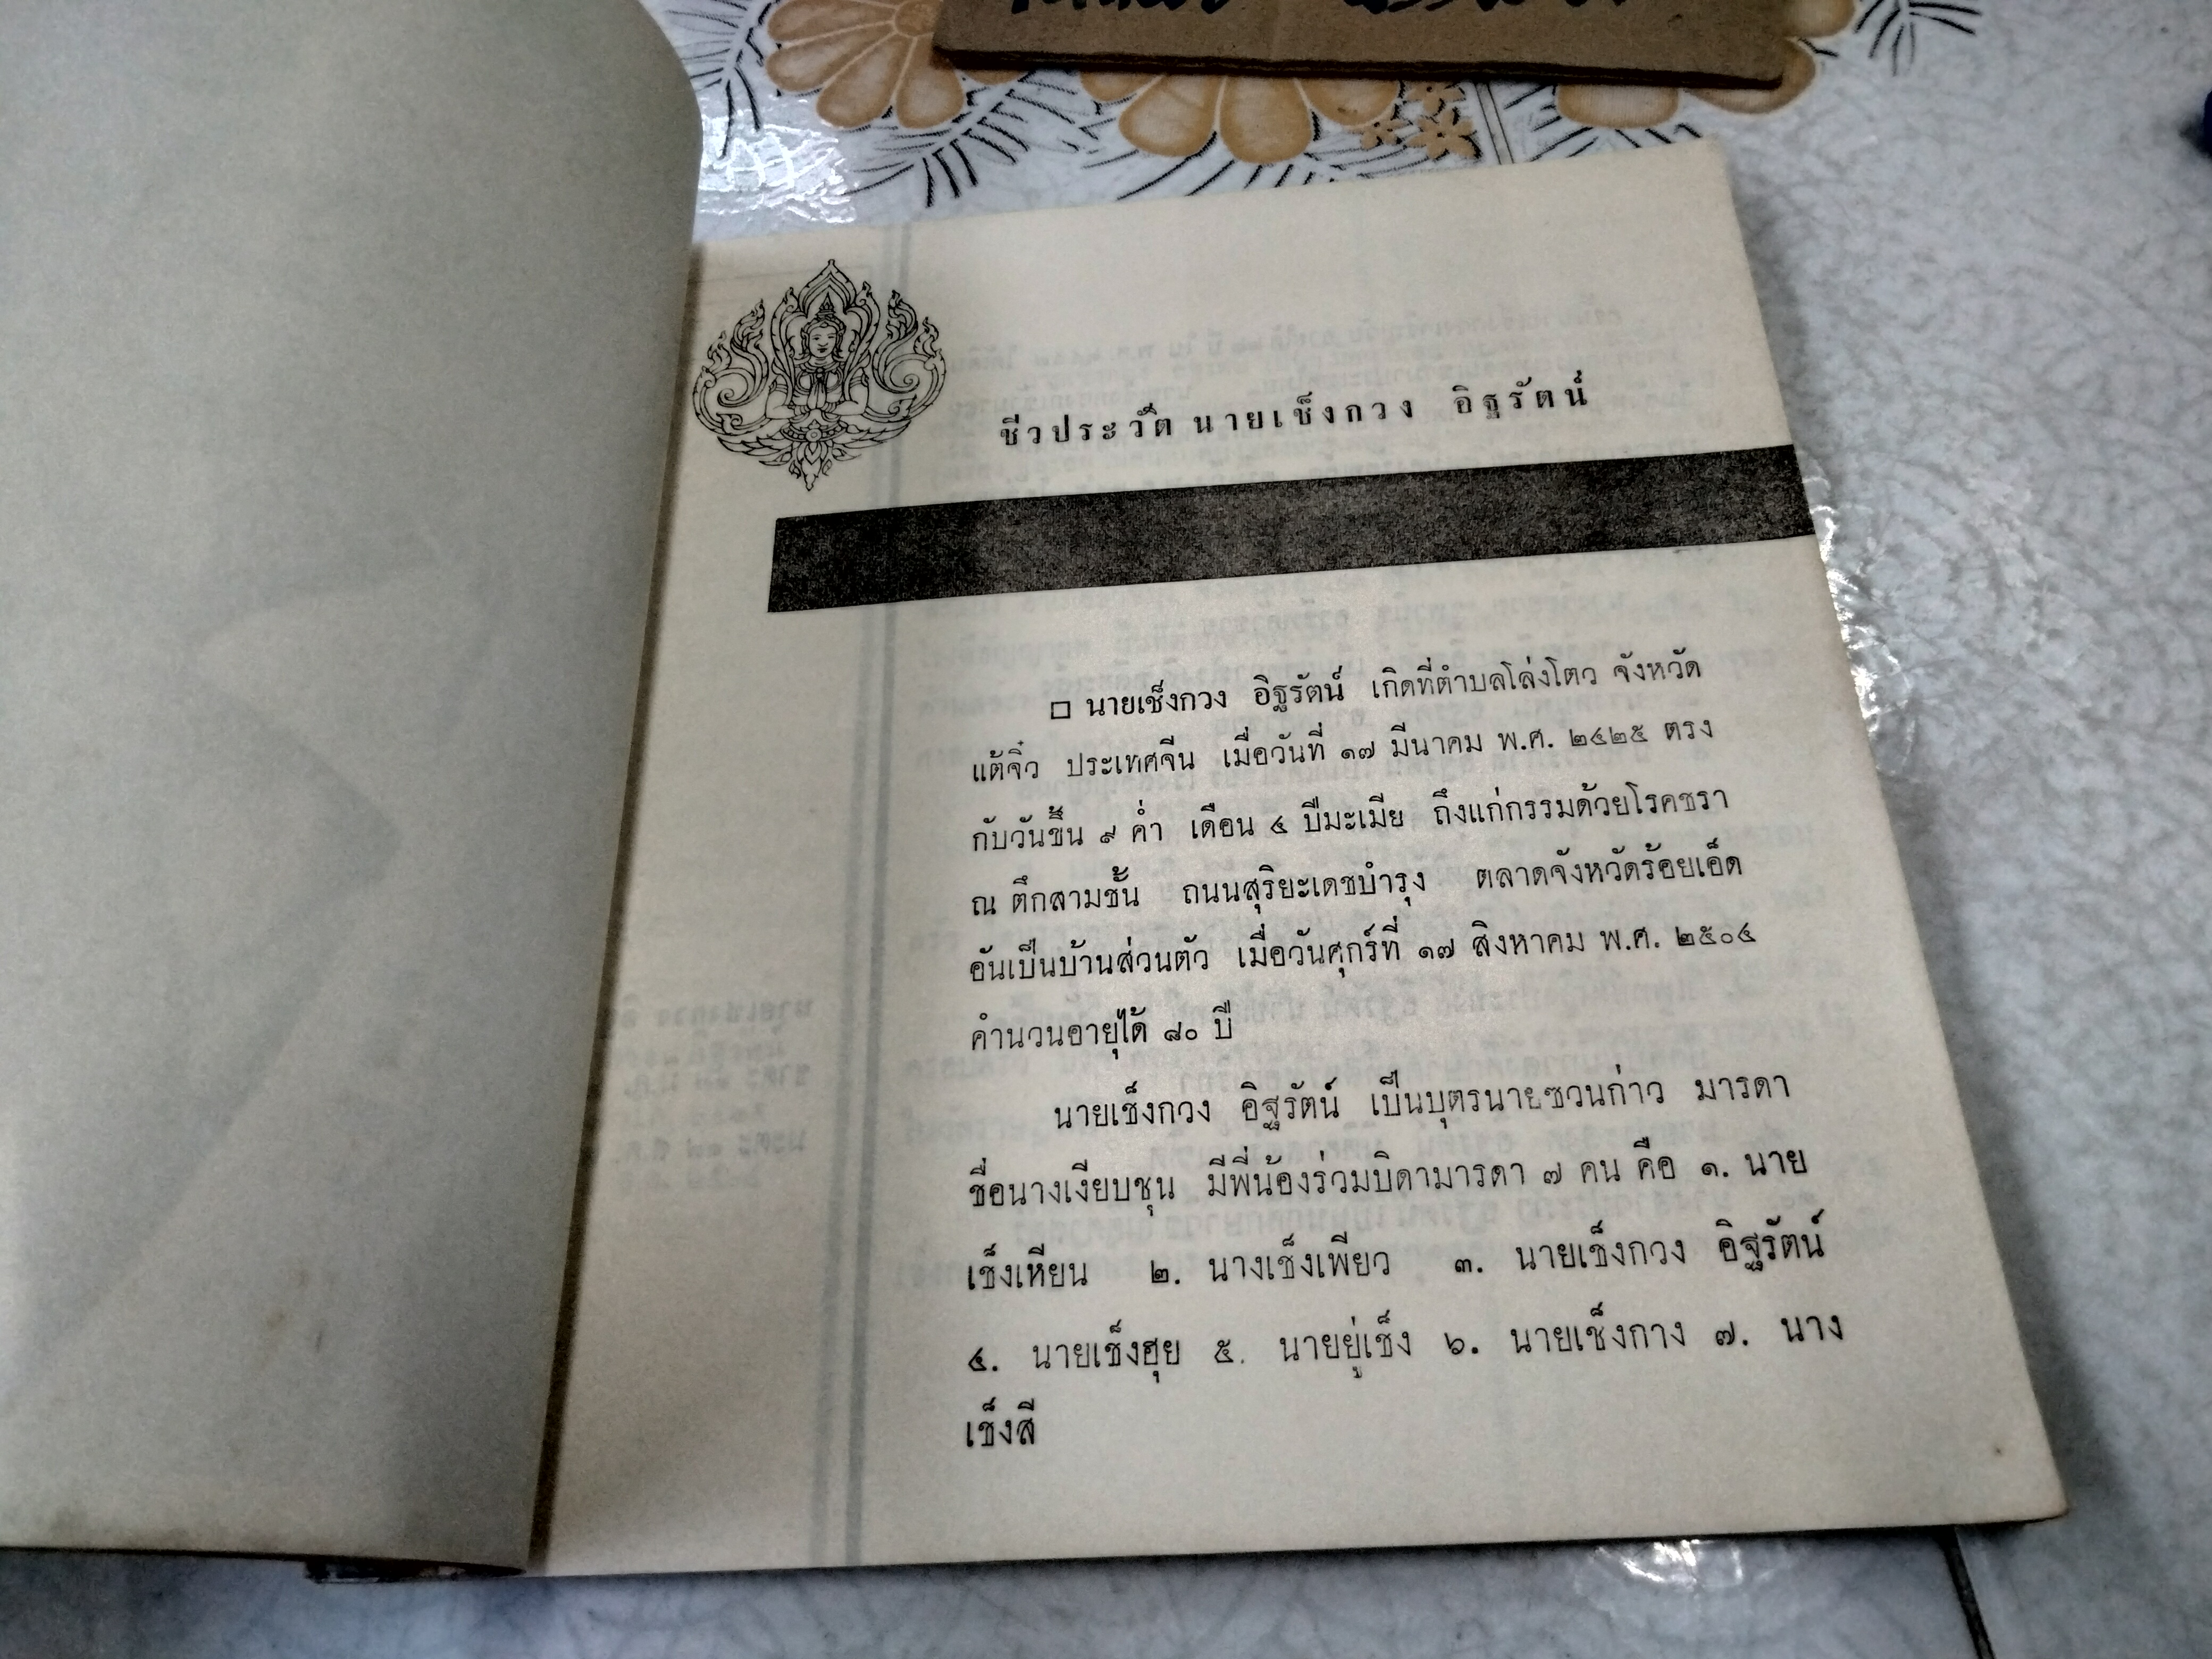 ชีวประวัติ นายเช็งกวง อิฐรัตน์
□ นายเช็งกวง อิฐรัตน์ เกิดที่ตำบลโล่งโตว จังหวัด
แต้จิ๋ว ประเทศจีน เมื่อวันที่ ๑๗ มีนาคม พ.ศ. ๒๔๒๕ ตรง
กับวันขึ้น ๙ ค่ำ เดือน ๔ ปีมะเมีย ถึงแก่กรรมด้วยโรคชรา
ณ ตึกสามชั้น ถนนสุริยะเดชบำรุง ตลาดจังหวัดร้อยเอ็ด
อันเป็นบ้านส่วนตัว เมื่อวันศุกร์ที่ ๑๗ สิงหาคม พ.ศ. ๒๕๐๔
คำนวนอายุได้ ๘๐ ปี
นายเช็งกวง อิฐรัตน์ เป็นบุตรนายชวนก่าว มารดา
ชื่อนางเงียบชุน มีพี่น้องร่วมบิดามารดา ๗ คน คือ ๑. นาย
เช็งเหียน ๒. นางเช็งเพียว ๓. นายเช็งกวง อิฐรัตน์
๔. นายเช็งฮุย ๕. นายยู่เช็ง ๖. นายเช็งกาง ๗. นาง
เช็งสี